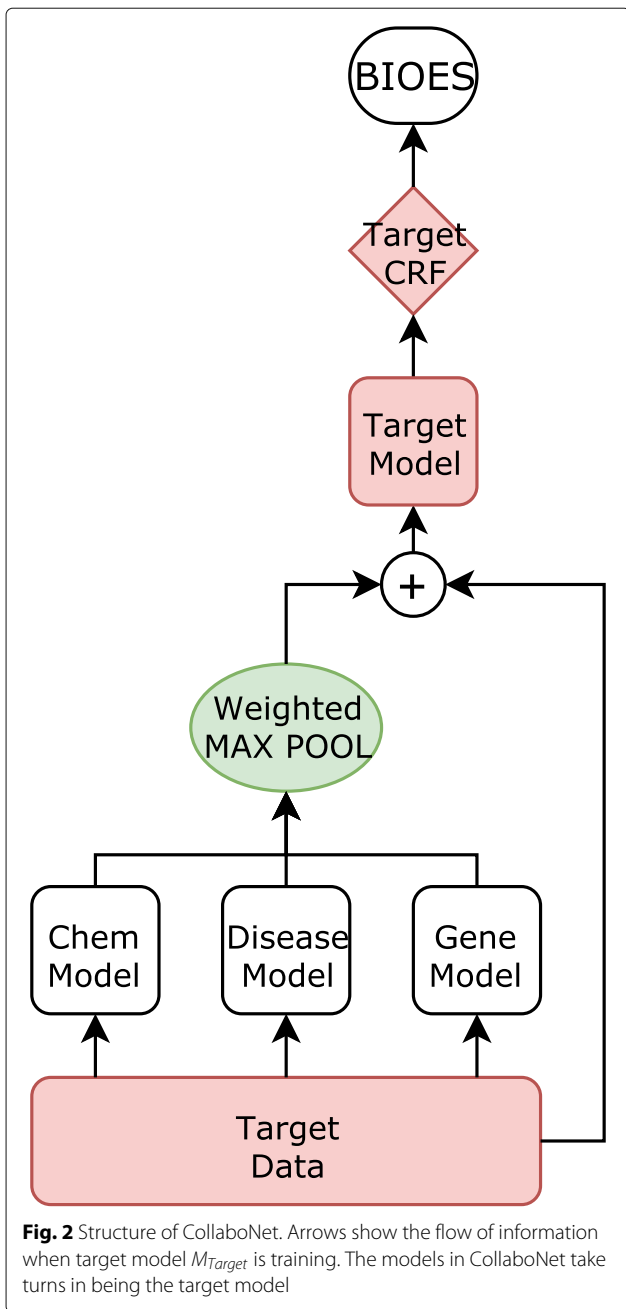 BIOES
Target
CRF
Target
Model
+
Weighted
MAX POOL
Chem
Model
Disease
Model
Gene
Model
Target
Data
Fig. 2 Structure of CollaboNet. Arrows show the flow of information
when target model M_Target is training. The models in CollaboNet take
turns in being the target model